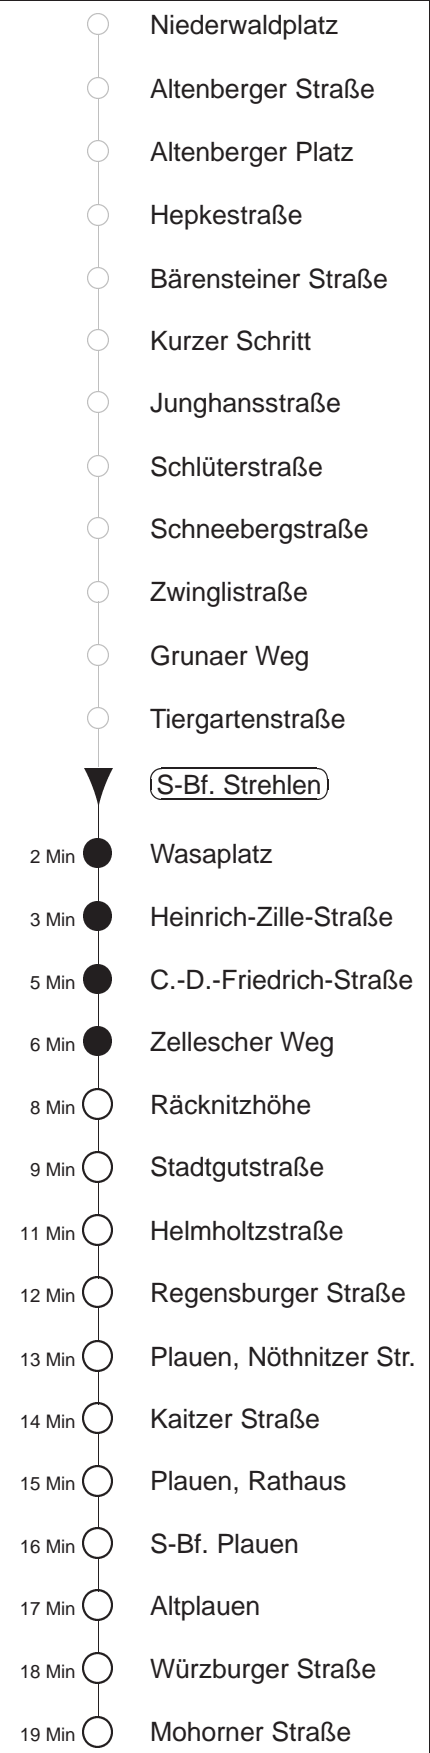 Niederwaldplatz
Altenberger Straße
Altenberger Platz
Hepkestraße
Bärensteiner Straße
Kurzer Schritt
Junghansstraße
Schlüterstraße
Schneebergstraße
Zwinglistraße
Grunaer Weg
Tiergartenstraße
S-Bf. Strehlen
2 Min Wasaplatz
3 Min Heinrich-Zille-Straße
5 Min C.-D.-Friedrich-Straße
6 Min Zellescher Weg
8 Min Räcknitzhöhe
9 Min Stadtgutstraße
11 Min Helmholtzstraße
12 Min Regensburger Straße
13 Min Plauen, Nöthnitzer Str.
14 Min Kaitzer Straße
15 Min Plauen, Rathaus
16 Min S-Bf. Plauen
17 Min Altplauen
18 Min Würzburger Straße
19 Min Mohorner Straße